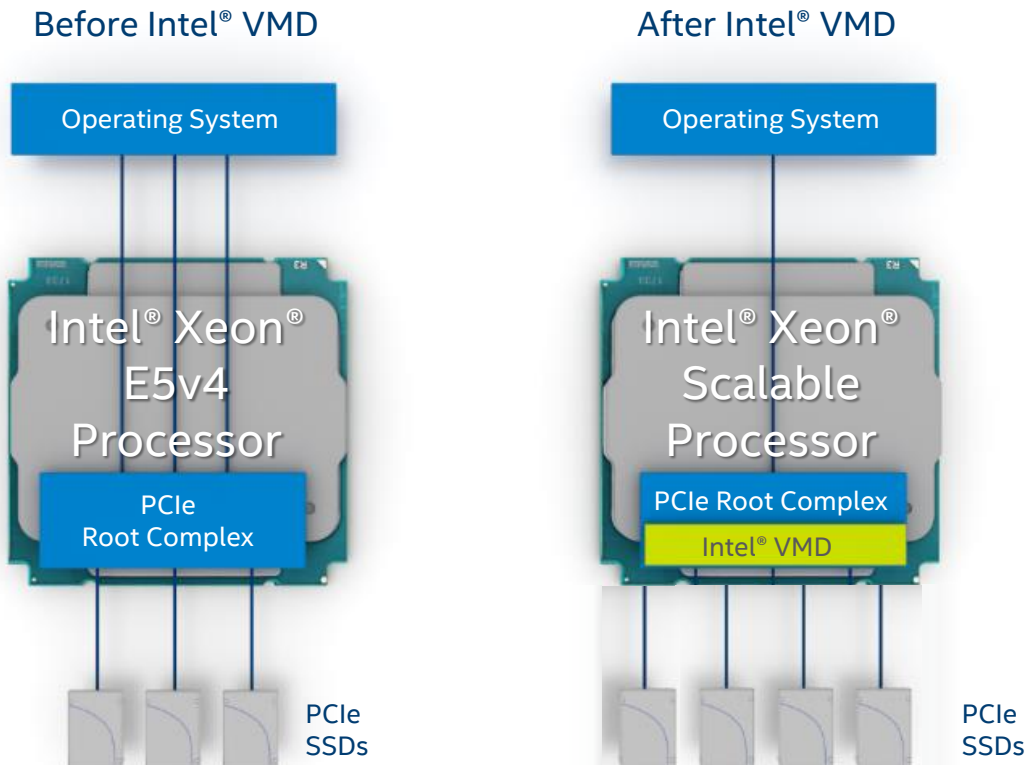 Before Intel® VMD
Operating System
Intel® Xeon®
E5v4
Processor
PCIe
Root Complex
PCIe
SSDs
After Intel® VMD
Operating System
Intel® Xeon®
Scalable
Processor
PCIe Root Complex
Intel® VMD
PCIe
SSDs